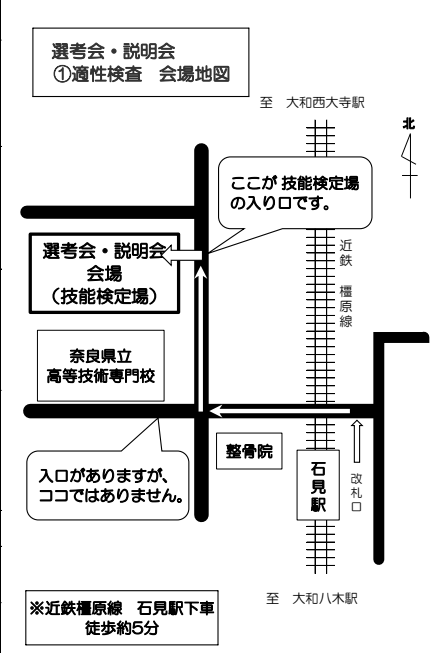 選考会・説明会
①適性検査　会場地図
至　大和西大寺駅
北
ここが 技能検定場
の入り口です。
近鉄　橿原線
選考会・説明会
会場
（技能検定場）
奈良県立
高等技術専門校
整骨院
石見駅
改札口
入口がありますが、
ココではありません。
至　大和八木駅
※近鉄橿原線　石見駅下車
徒歩約5分